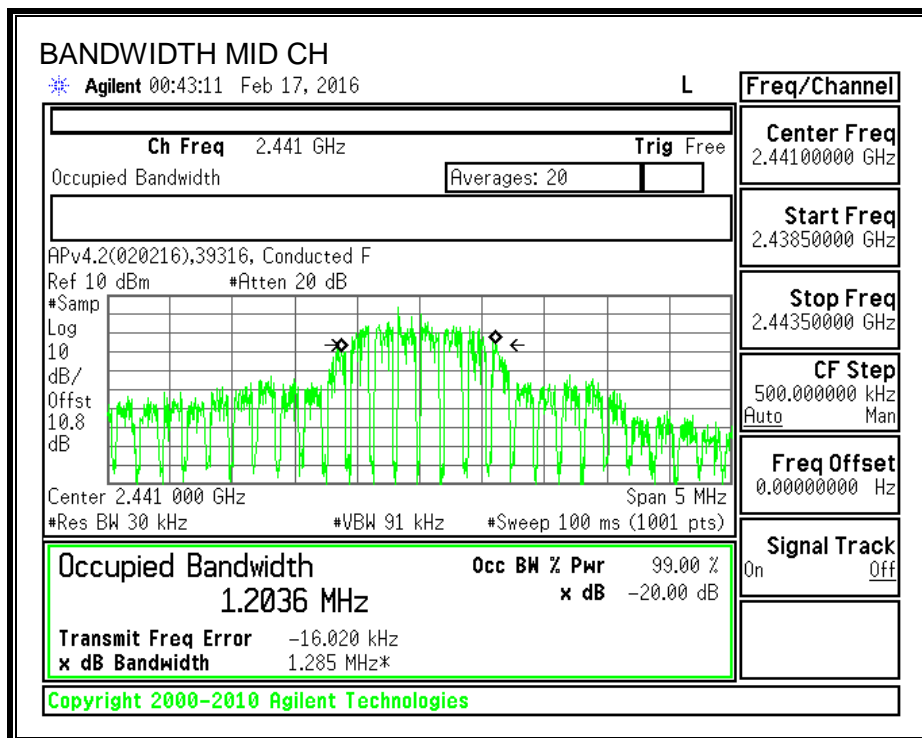 BANDWIDTH MID CH
Agilent 00:43:11 Feb 17, 2016 L
Freq/Channel
Ch Freq 2.441 GHz Trig Free
Occupied Bandwidth Averages: 20
APv4.2(020216),39316, Conducted F
Ref 10 dBm #Atten 20 dB
#Samp
Log
10
dB/
Offst
10.8
dB
Center 2.441 000 GHz Span 5 MHz
#Res BW 30 kHz #VBW 91 kHz #Sweep 100 ms (1001 pts)
Occupied Bandwidth Occ BW % Pwr 99.00 %
1.2036 MHz x dB -20.00 dB
Transmit Freq Error -16.020 kHz
x dB Bandwidth 1.285 MHz*
Copyright 2000-2010 Agilent Technologies
Center Freq
2.44100000 GHz
Start Freq
2.43850000 GHz
Stop Freq
2.44350000 GHz
CF Step
500.000000 kHz
Auto Man
Freq Offset
0.00000000 Hz
Signal Track
On Off